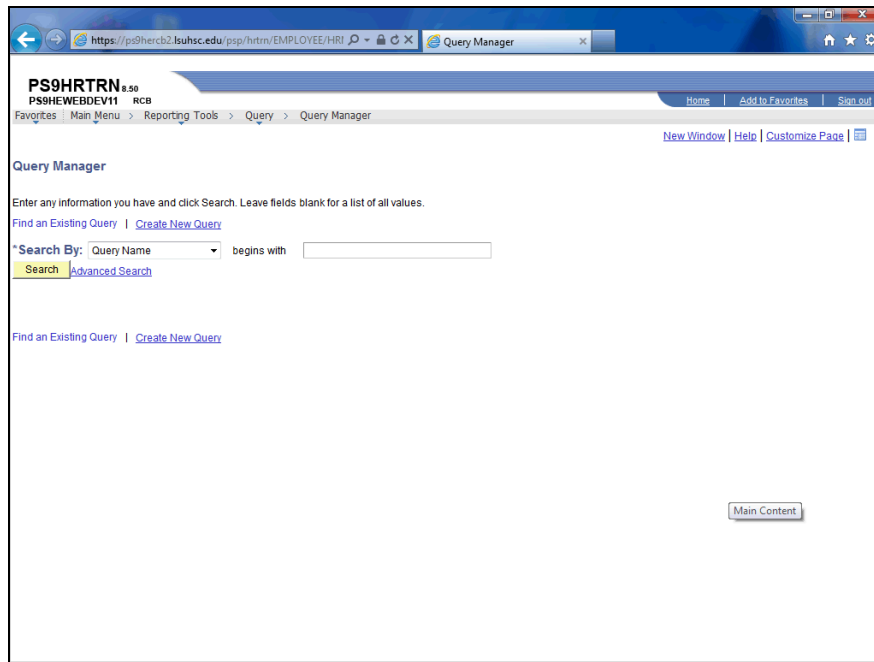 https://ps9hercb2.lsuhsc.edu/psp/hrtrn/EMPLOYEE/HRM
Query Manager
PS9HRTRN 8.50
PS9HEWEBDEV11 RCB
Home | Add to Favorites | Sign out
Favorites Main Menu > Reporting Tools > Query > Query Manager
New Window | Help | Customize Page |
Query Manager
Enter any information you have and click Search. Leave fields blank for a list of all values.
Find an Existing Query | Create New Query
*Search By: Query Name begins with
Search Advanced Search
Find an Existing Query | Create New Query
Main Content